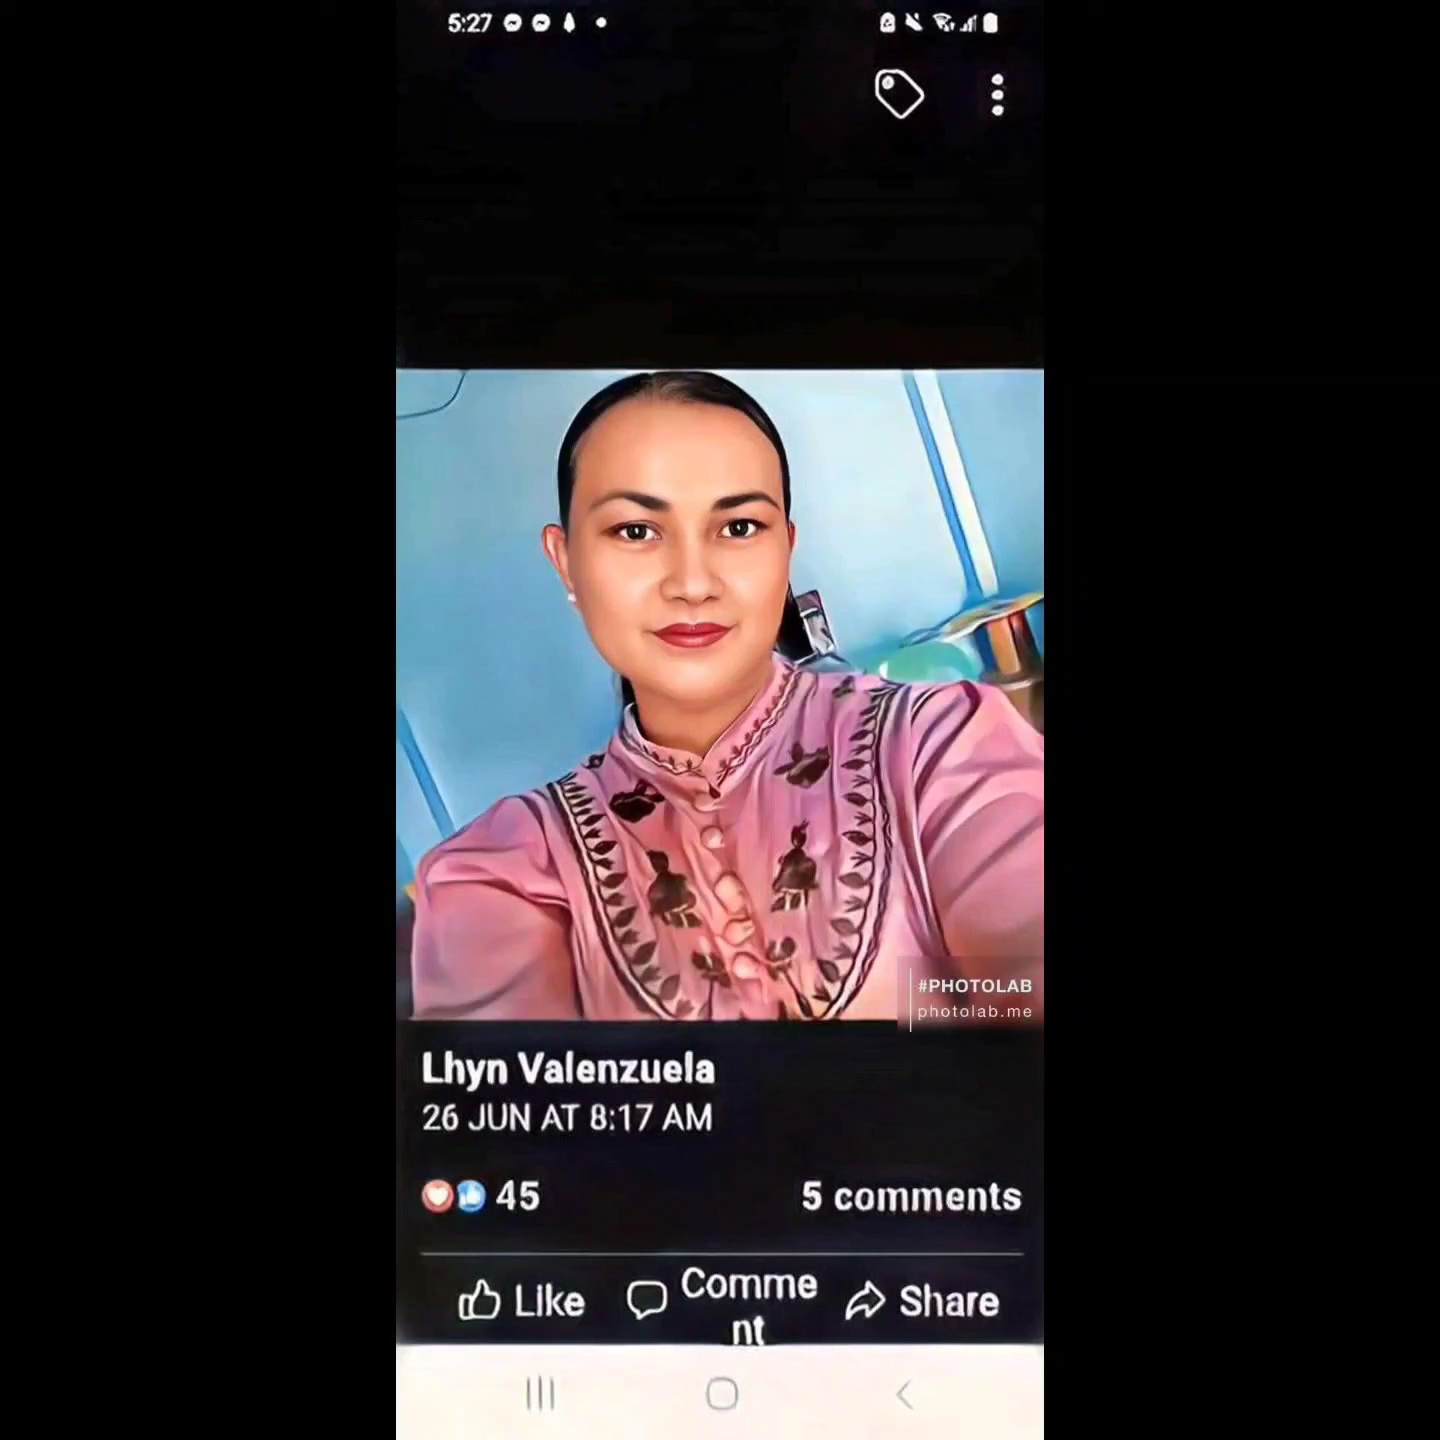 5:27
#PHOTOLAB
photolab.me
Lhyn Valenzuela
26 JUN AT 8:17 AM
45
5 comments
Like
Comme
nt
Share